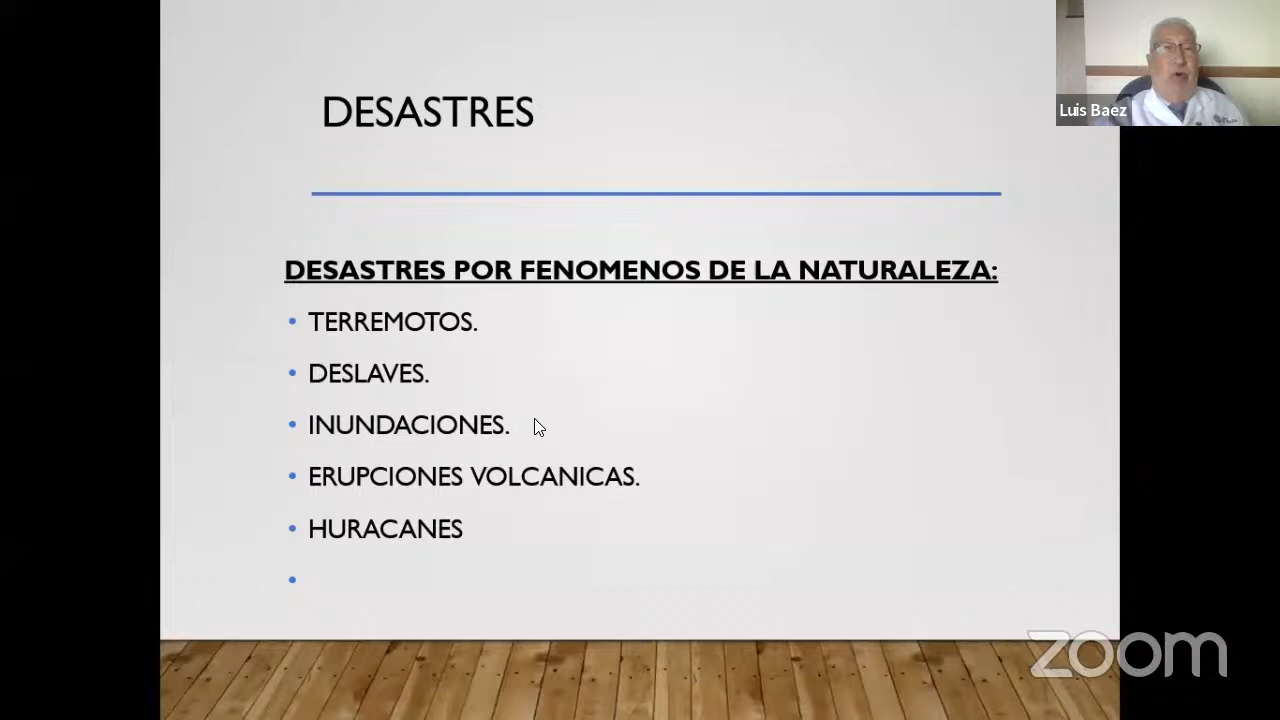 DESASTRES
Luis Baez
DESASTRES POR FENOMENOS DE LA NATURALEZA:
• TERREMOTOS.
• DESLAVES.
• INUNDACIONES.
• ERUPCIONES VOLCANICAS.
• HURACANES
•
zoom